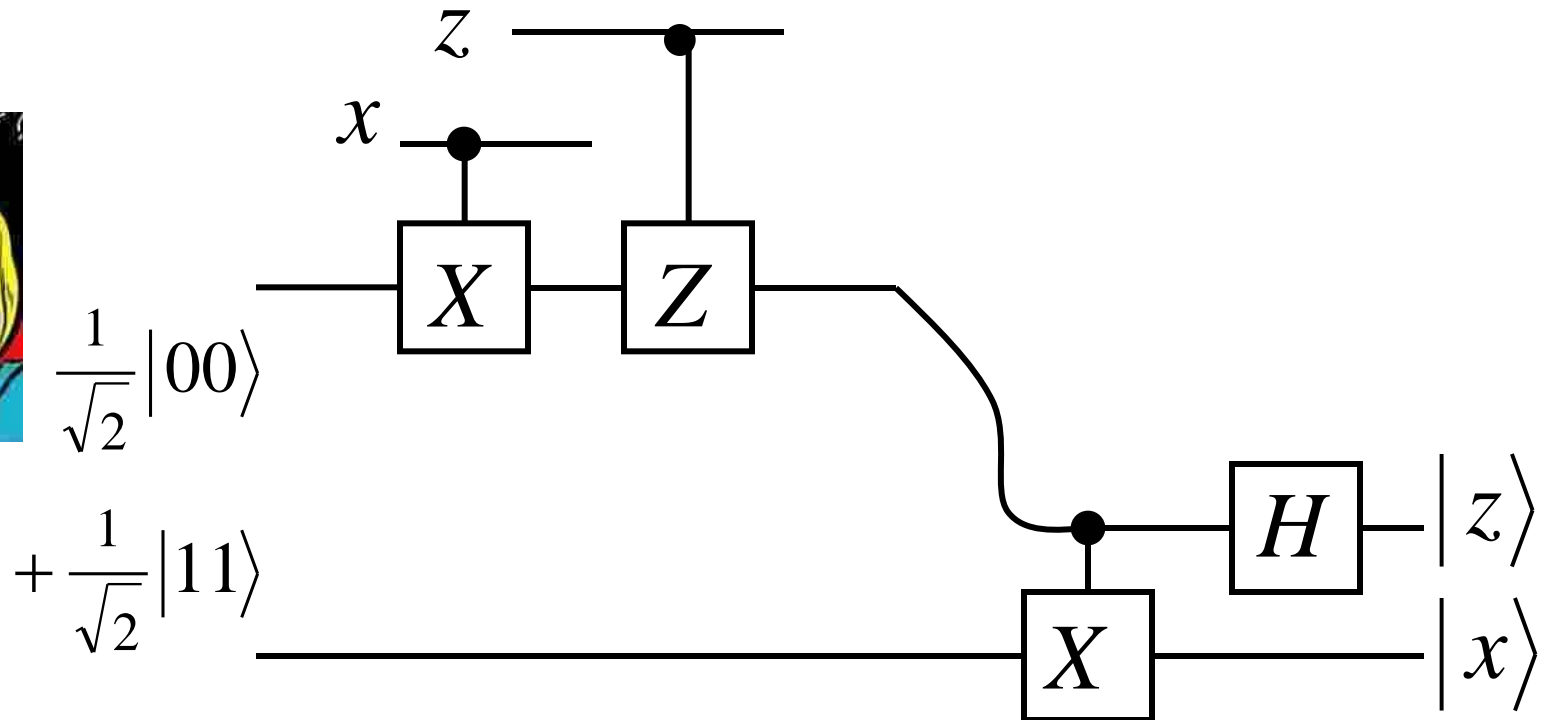 z
x
X Z
1/√2 |00⟩
+ 1/√2 |11⟩
H |z⟩
X |x⟩